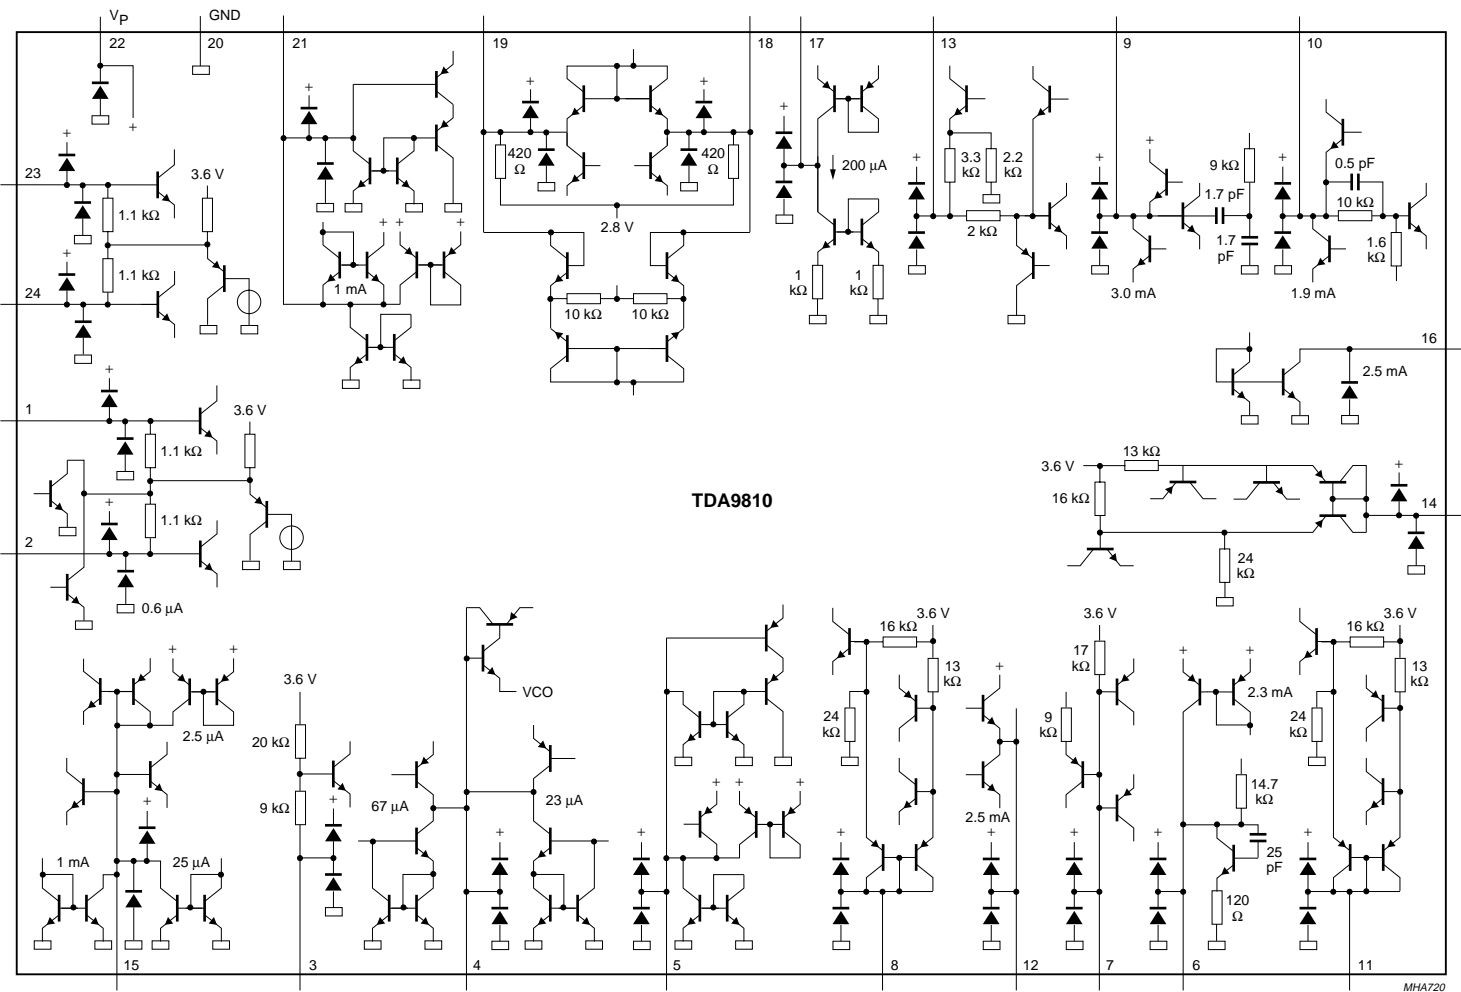 VP GND
22 20 21 19 18 17 13 9 10
23
3.6 V
1.1 kΩ
24
1.1 kΩ
1 mA
420 Ω
420 Ω
2.8 V
10 kΩ 10 kΩ
200 µA
1 kΩ
1 kΩ
3.3 kΩ
2.2 kΩ
2 kΩ
9 kΩ
1.7 pF
1.7 pF
3.0 mA
0.5 pF
10 kΩ
1.6 kΩ
1.9 mA
16
2.5 mA
1
3.6 V
1.1 kΩ
1.1 kΩ
2
0.6 µA
TDA9810
3.6 V
13 kΩ
16 kΩ
24 kΩ
14
2.5 µA
1 mA
25 µA
3.6 V
20 kΩ
9 kΩ
VCO
67 µA
23 µA
3.6 V
16 kΩ
13 kΩ
24 kΩ
2.5 mA
3.6 V
17 kΩ
9 kΩ
2.3 mA
14.7 kΩ
25 pF
120 Ω
3.6 V
16 kΩ
13 kΩ
24 kΩ
15 3 4 5 8 12 7 6 11
MHA720